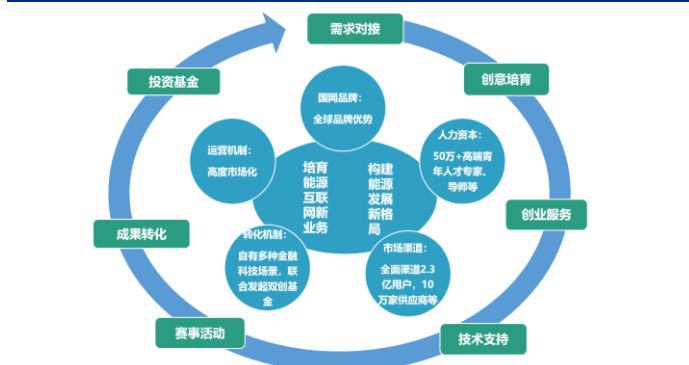 需求对接
投资基金
创意培育
国网品牌：
全球品牌优势
运营机制：
高度市场化
人力资本：
50万+高端青
年人才专家、
导师等
培育
能源
互联
网新
业务
构建
能源
发展
新格
局
创业服务
成果转化
转化机制：
自有多种金融
科技场景，联
合发起双创基
金
市场渠道：
全面渠道2.3
亿用户，10
万家供应商等
赛事活动
技术支持